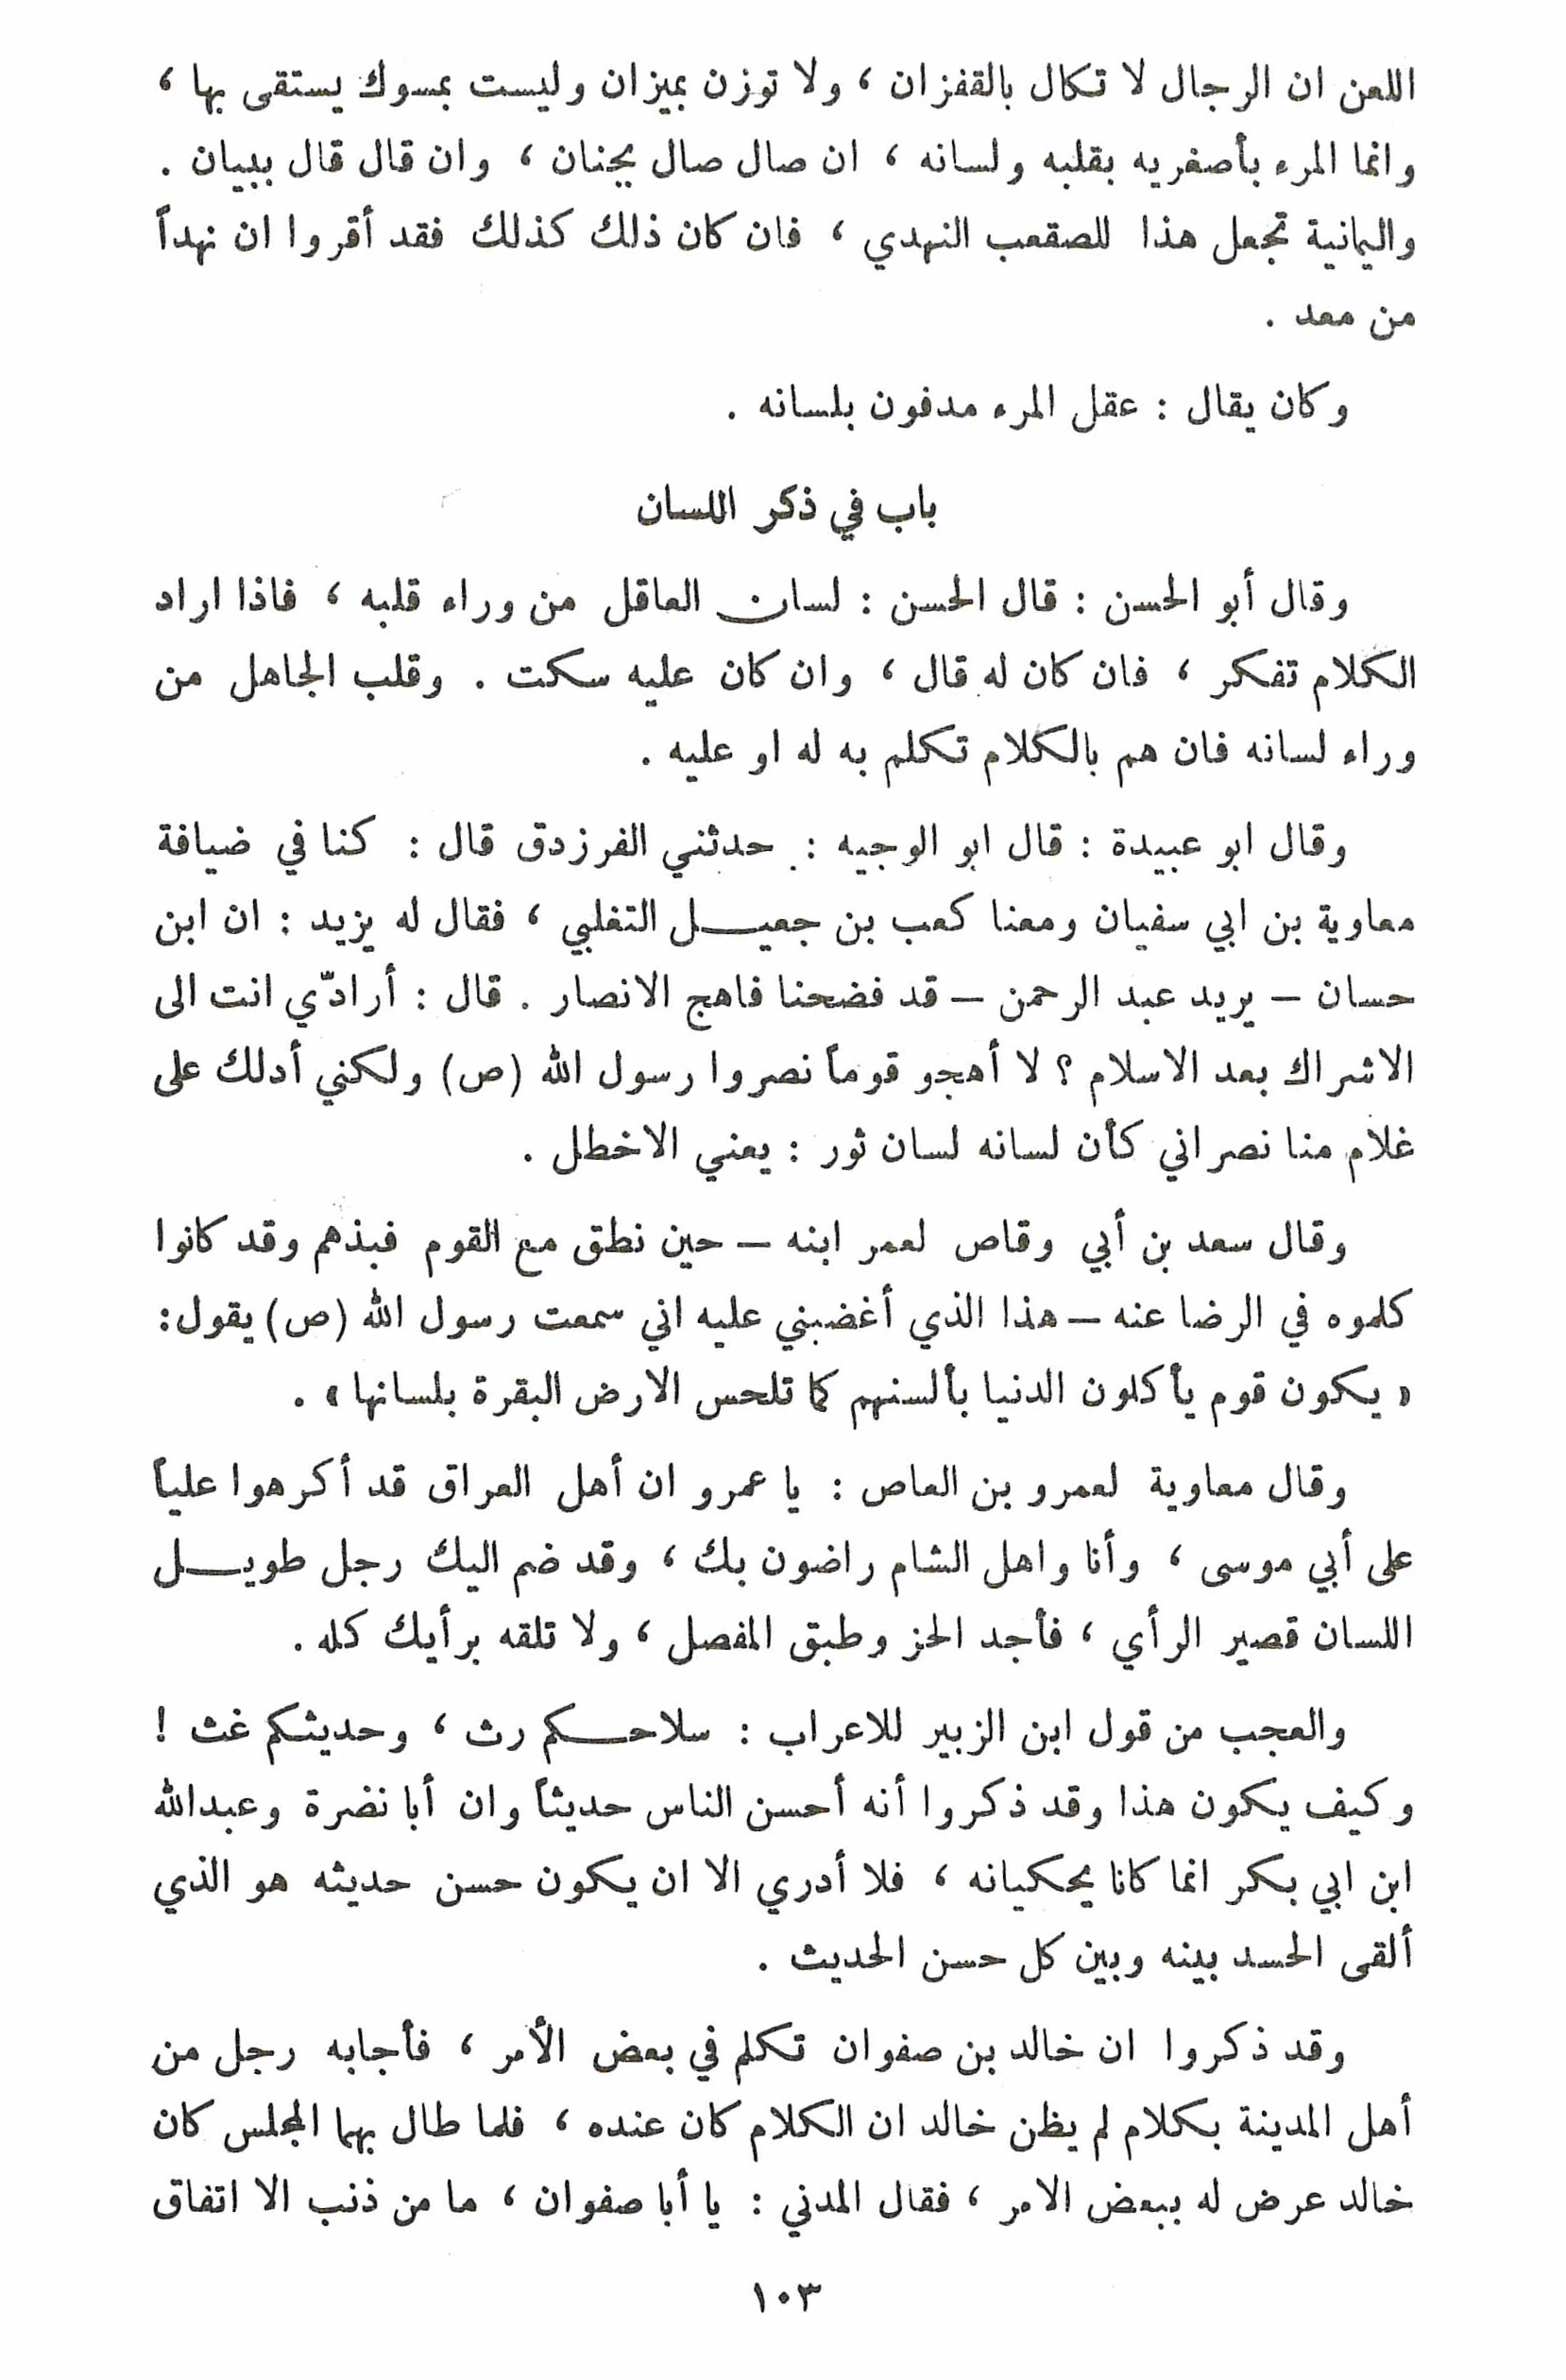 اللعن ان الرجال لا تكال بالقفزان ، ولا توزن بميزان وليست بمسوك يستقى بها ،
وانما المرء بأصغريه بقلبه ولسانه ، ان صال صال بجنان ، وان قال قال ببيان .
واليمانية تجعل هذا للصقعب النهدي ، فان كان ذلك كذلك فقد أقروا ان نهداً
من معد .
وكان يقال : عقل المرء مدفون بلسانه .
باب في ذكر اللسان
وقال أبو الحسن : قال الحسن : لسان العاقل من وراء قلبه ، فاذا اراد
الكلام تفكر ، فان كان له قال ، وان كان عليه سكت . وقلب الجاهل من
وراء لسانه فان هم بالكلام تكلم به له او عليه .
وقال ابو عبيدة : قال ابو الوجيه : حدثني الفرزدق قال : كنا في ضيافة
معاوية بن ابي سفيان ومعنا كعب بن جعيــل التغلبي ، فقال له يزيد : ان ابن
حسان – يريد عبد الرحمن – قد فضحنا فاهج الانصار . قال : أرادّي انت الى
الاشراك بعد الاسلام ؟ لا أهجو قوماً نصروا رسول الله (ص) ولكني أدلك على
غلام منا نصراني كأن لسانه لسان ثور : يعني الاخطل .
وقال سعد بن أبي وقاص لعمر ابنه – حين نطق مع القوم فبذهم وقد كانوا
كلموه في الرضا عنه – هذا الذي أغضبني عليه اني سمعت رسول الله (ص) يقول :
« يكون قوم يأكلون الدنيا بألسنهم كما تلحس الارض البقرة بلسانها » .
وقال معاوية لعمرو بن العاص : يا عمرو ان أهل العراق قد أكرهوا علياً
على أبي موسى ، وأنا واهل الشام راضون بك ، وقد ضم اليك رجل طويــل
اللسان قصير الرأي ، فأجد الحز وطبق المفصل ، ولا تلقه برأيك كله .
والعجب من قول ابن الزبير للاعراب : سلاحــكم رث ، وحديثكم غث !
وكيف يكون هذا وقد ذكروا أنه أحسن الناس حديثاً وان أبا نضرة وعبدالله
ابن ابي بكر انما كانا يحكيانه ، فلا أدري الا ان يكون حسن حديثه هو الذي
ألقى الحسد بينه وبين كل حسن الحديث .
وقد ذكروا ان خالد بن صفوان تكلم في بعض الأمر ، فأجابه رجل من
أهل المدينة بكلام لم يظن خالد ان الكلام كان عنده ، فلما طال بهما المجلس كان
خالد عرض له ببعض الامر ، فقال المدني : يا أبا صفوان ، ما من ذنب الا اتفاق
١٠٣